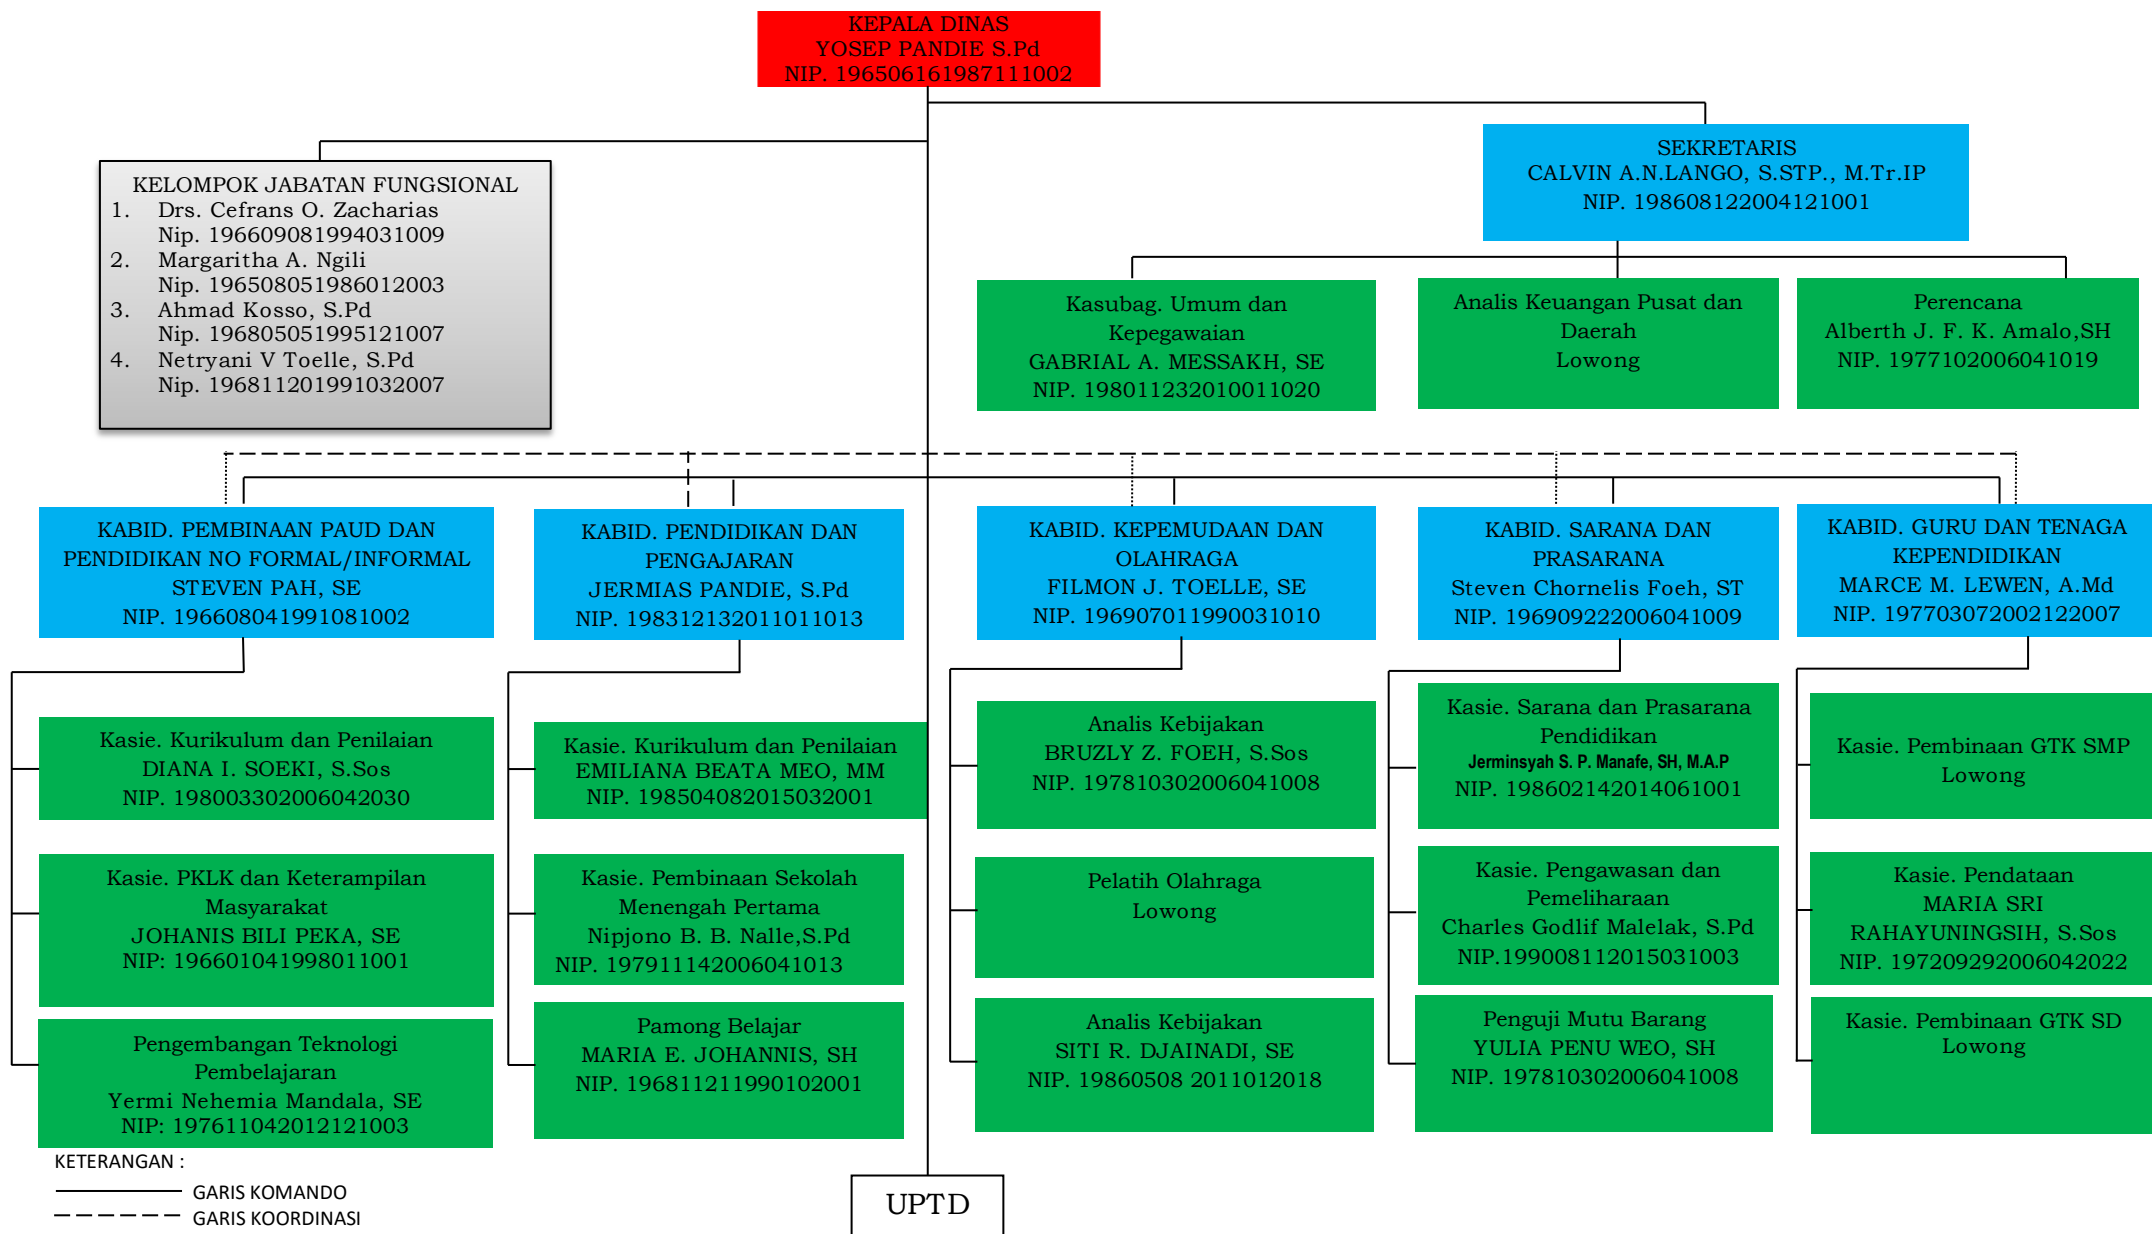 KEPALA DINAS
YOSEP PANDIE S.Pd
NIP. 196506161987111002
SEKRETARIS
CALVIN A.N.LANGO, S.STP., M.Tr.IP
NIP. 198608122004121001
KELOMPOK JABATAN FUNGSIONAL
1. Drs. Cefrans O. Zacharias
Nip. 196609081994031009
2. Margaritha A. Ngili
Nip. 196508051986012003
3. Ahmad Kosso, S.Pd
Nip. 196805051995121007
4. Netryani V Toelle, S.Pd
Nip. 196811201991032007
Kasubag. Umum dan
Kepegawaian
GABRIAL A. MESSAKH, SE
NIP. 198011232010011020
Analis Keuangan Pusat dan
Daerah
Lowong
Perencana
Alberth J. F. K. Amalo,SH
NIP. 1977102006041019
KABID. PEMBINAAN PAUD DAN
PENDIDIKAN NO FORMAL/INFORMAL
STEVEN PAH, SE
NIP. 196608041991081002
KABID. PENDIDIKAN DAN
PENGAJARAN
JERMIAS PANDIE, S.Pd
NIP. 198312132011011013
KABID. KEPEMUDAAN DAN
OLAHRAGA
FILMON J. TOELLE, SE
NIP. 196907011990031010
KABID. SARANA DAN
PRASARANA
Steven Chornelis Foeh, ST
NIP. 196909222006041009
KABID. GURU DAN TENAGA
KEPENDIDIKAN
MARCE M. LEWEN, A.Md
NIP. 197703072002122007
Kasie. Kurikulum dan Penilaian
DIANA I. SOEKI, S.Sos
NIP. 198003302006042030
Kasie. PKLK dan Keterampilan
Masyarakat
JOHANIS BILI PEKA, SE
NIP: 196601041998011001
Pengembangan Teknologi
Pembelajaran
Yermi Nehemia Mandala, SE
NIP: 197611042012121003
Kasie. Kurikulum dan Penilaian
EMILIANA BEATA MEO, MM
NIP. 198504082015032001
Kasie. Pembinaan Sekolah
Menengah Pertama
Nipjono B. B. Nalle,S.Pd
NIP. 197911142006041013
Pamong Belajar
MARIA E. JOHANNIS, SH
NIP. 196811211990102001
Analis Kebijakan
BRUZLY Z. FOEH, S.Sos
NIP. 197810302006041008
Pelatih Olahraga
Lowong
Analis Kebijakan
SITI R. DJAINADI, SE
NIP. 19860508 2011012018
Kasie. Sarana dan Prasarana
Pendidikan
Jerminsyah S. P. Manafe, SH, M.A.P
NIP. 198602142014061001
Kasie. Pengawasan dan
Pemeliharaan
Charles Godlif Malelak, S.Pd
NIP.199008112015031003
Penguji Mutu Barang
YULIA PENU WEO, SH
NIP. 197810302006041008
Kasie. Pembinaan GTK SMP
Lowong
Kasie. Pendataan
MARIA SRI
RAHAYUNINGSIH, S.Sos
NIP. 197209292006042022
Kasie. Pembinaan GTK SD
Lowong
KETERANGAN :
GARIS KOMANDO
GARIS KOORDINASI
UPTD